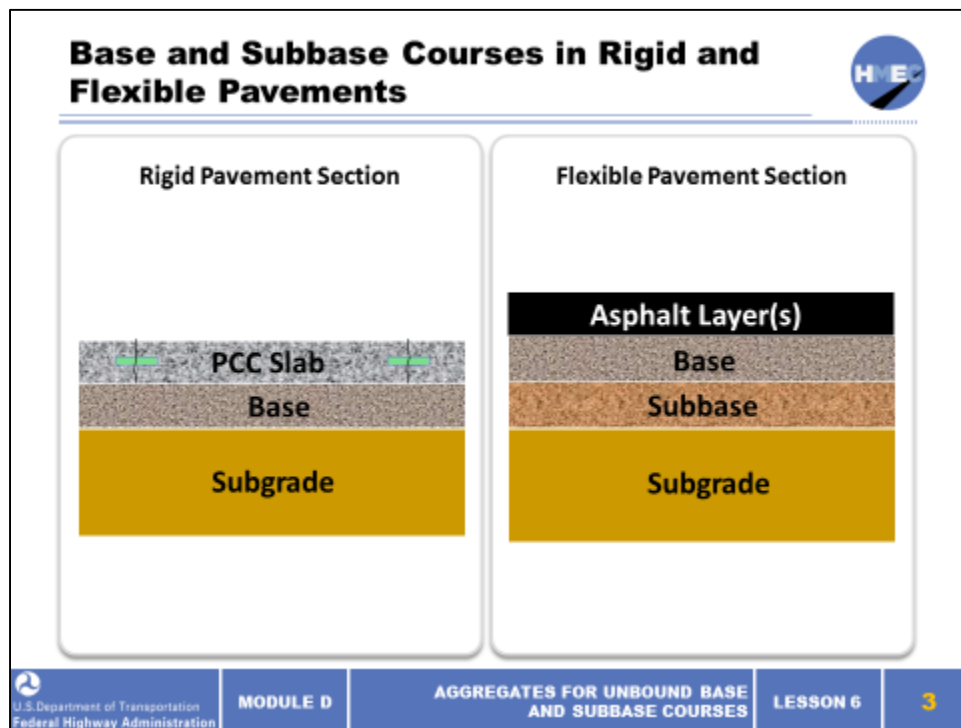 Base and Subbase Courses in Rigid and
Flexible Pavements
HMEC
Rigid Pavement Section
PCC Slab
Base
Subgrade
Flexible Pavement Section
Asphalt Layer(s)
Base
Subbase
Subgrade
U.S.Department of Transportation
Federal Highway Administration
MODULE D
AGGREGATES FOR UNBOUND BASE
AND SUBBASE COURSES
LESSON 6
3